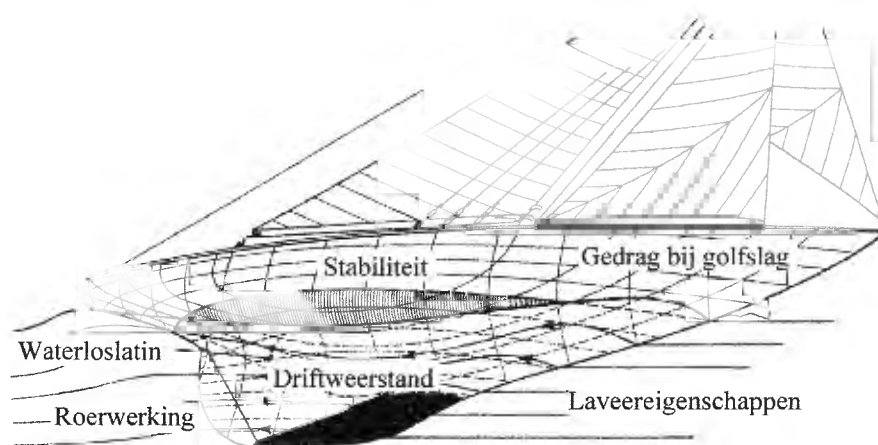 Stabiliteit
Gedrag bij golfslag
Waterloslatin
Driftweerstand
Roerwerking
Laveereigenschappen